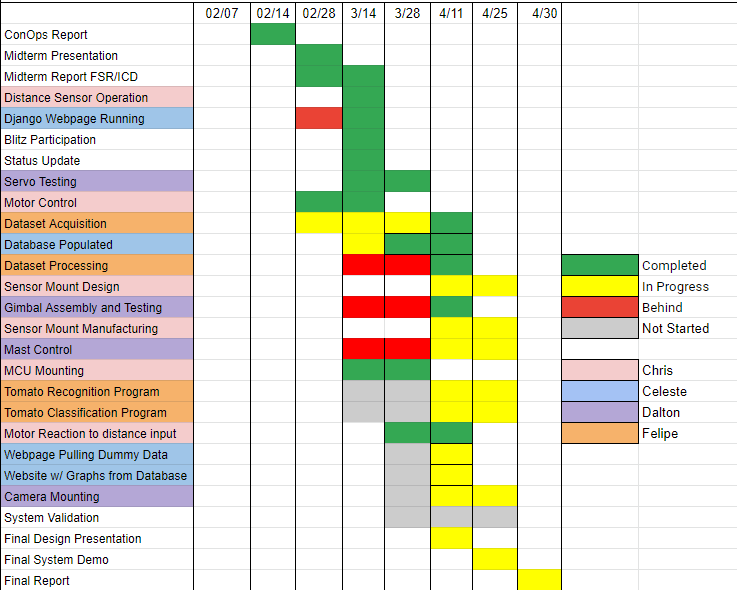 02/07 02/14 02/28 3/14 3/28 4/11 4/25 4/30
ConOps Report
Midterm Presentation
Midterm Report FSR/ICD
Distance Sensor Operation
Django Webpage Running
Blitz Participation
Status Update
Servo Testing
Motor Control
Dataset Acquisition
Database Populated
Dataset Processing Completed
Sensor Mount Design In Progress
Gimbal Assembly and Testing Behind
Sensor Mount Manufacturing Not Started
Mast Control
MCU Mounting Chris
Tomato Recognition Program Celeste
Tomato Classification Program Dalton
Motor Reaction to distance input Felipe
Webpage Pulling Dummy Data
Website w/ Graphs from Database
Camera Mounting
System Validation
Final Design Presentation
Final System Demo
Final Report